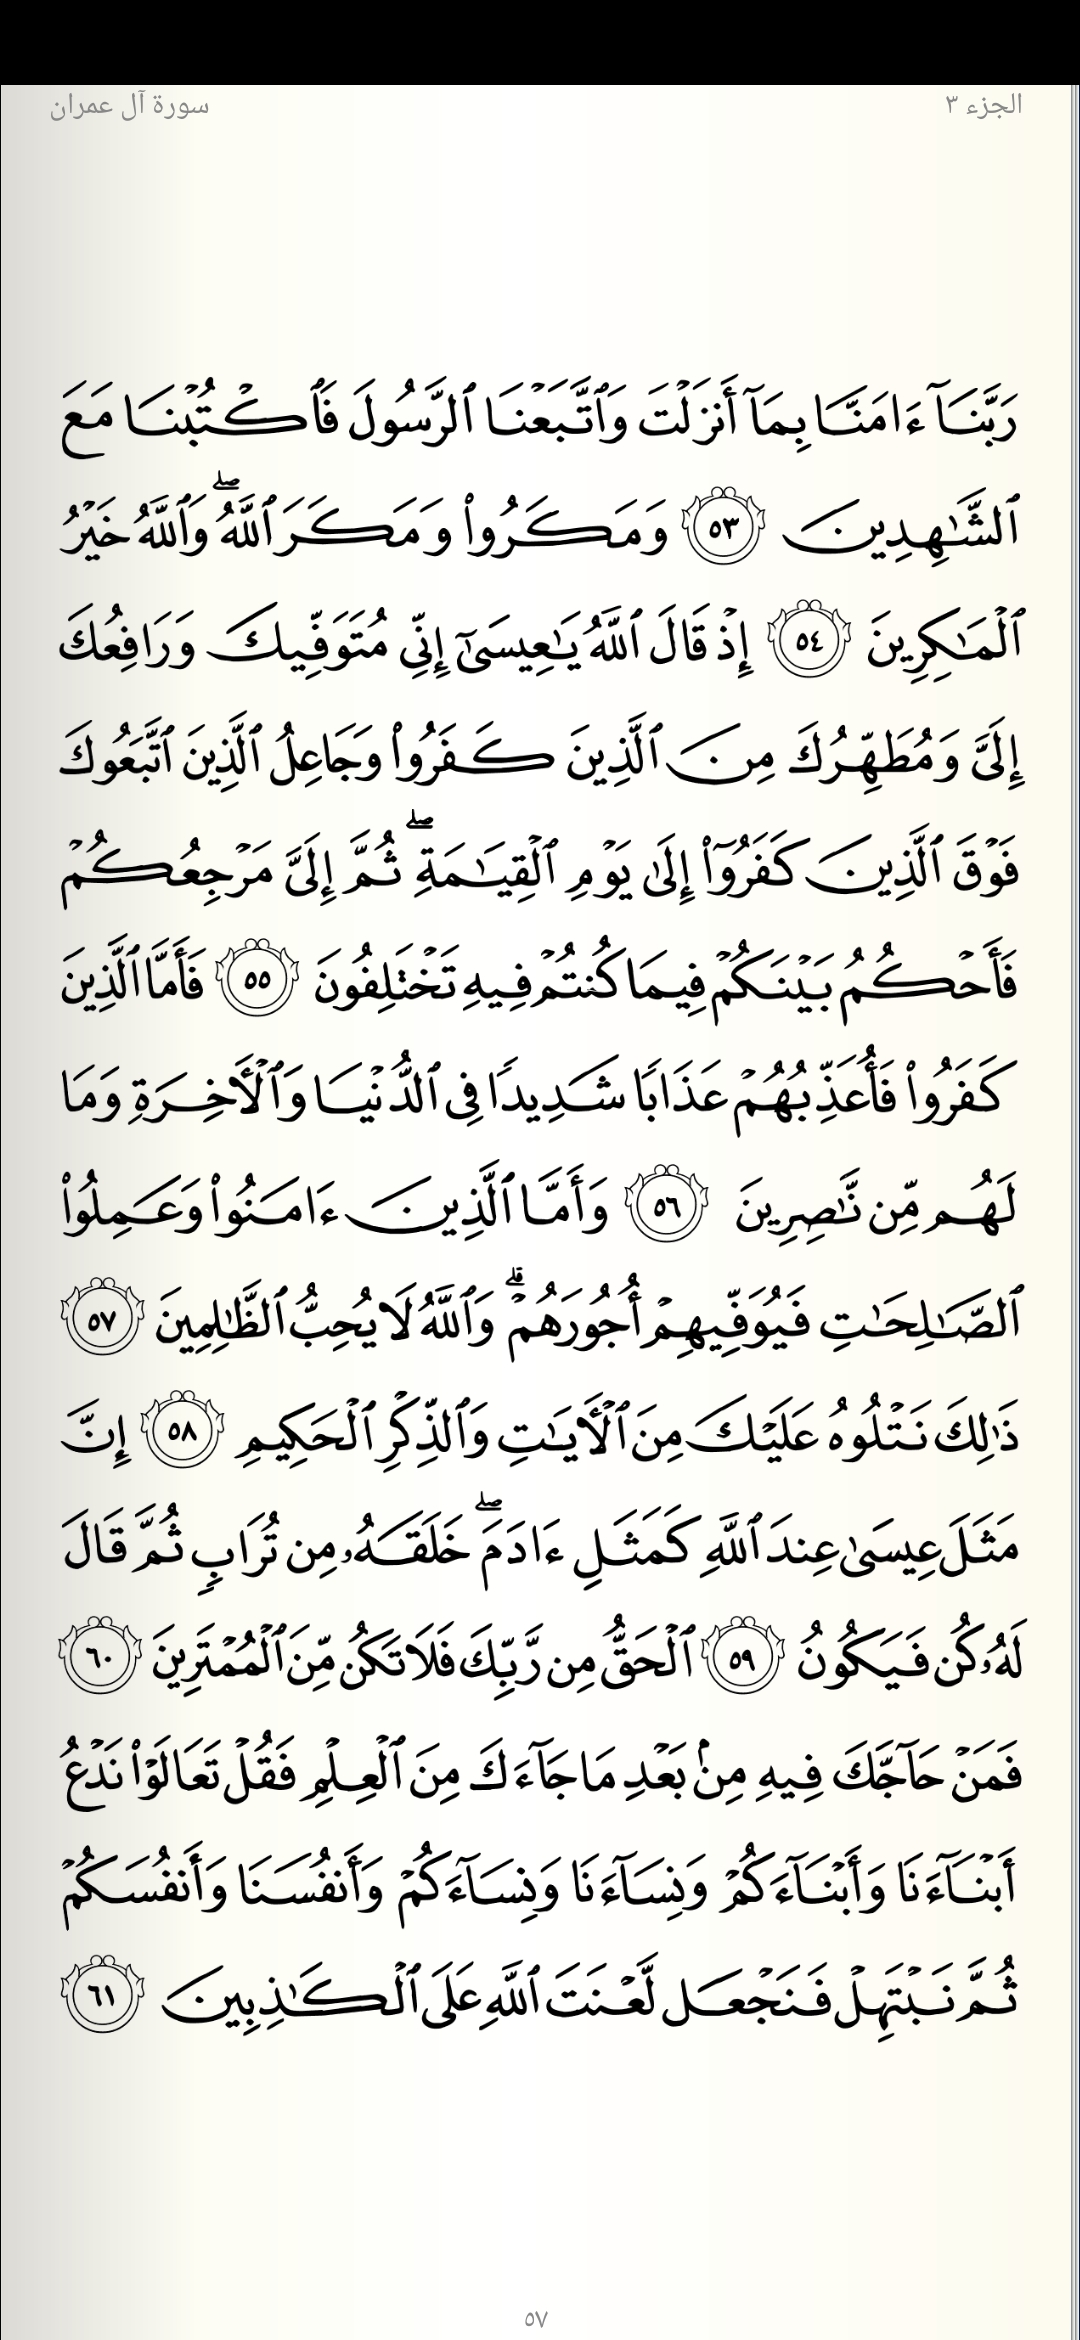 سورة آل عمران
الجزء ٣
رَبَّنَآ ءَامَنَّا بِمَآ أَنزَلْتَ وَٱتَّبَعْنَا ٱلرَّسُولَ فَٱكْتُبْنَا مَعَ
ٱلشَّٰهِدِينَ ٥٣ وَمَكَرُوا۟ وَمَكَرَ ٱللَّهُۖ وَٱللَّهُ خَيْرُ
ٱلْمَٰكِرِينَ ٥٤ إِذْ قَالَ ٱللَّهُ يَٰعِيسَىٰٓ إِنِّى مُتَوَفِّيكَ وَرَافِعُكَ
إِلَىَّ وَمُطَهِّرُكَ مِنَ ٱلَّذِينَ كَفَرُوا۟ وَجَاعِلُ ٱلَّذِينَ ٱتَّبَعُوكَ
فَوْقَ ٱلَّذِينَ كَفَرُوٓا۟ إِلَىٰ يَوْمِ ٱلْقِيَٰمَةِۖ ثُمَّ إِلَىَّ مَرْجِعُكُمْ
فَأَحْكُمُ بَيْنَكُمْ فِيمَا كُنتُمْ فِيهِ تَخْتَلِفُونَ ٥٥ فَأَمَّا ٱلَّذِينَ
كَفَرُوا۟ فَأُعَذِّبُهُمْ عَذَابًا شَدِيدًا فِى ٱلدُّنْيَا وَٱلْأَخِرَةِ وَمَا
لَهُم مِّن نَّٰصِرِينَ ٥٦ وَأَمَّا ٱلَّذِينَ ءَامَنُوا۟ وَعَمِلُوا۟
ٱلصَّٰلِحَٰتِ فَيُوَفِّيهِمْ أُجُورَهُمْۗ وَٱللَّهُ لَا يُحِبُّ ٱلظَّٰلِمِينَ ٥٧
ذَٰلِكَ نَتْلُوهُ عَلَيْكَ مِنَ ٱلْأَيَٰتِ وَٱلذِّكْرِ ٱلْحَكِيمِ ٥٨ إِنَّ
مَثَلَ عِيسَىٰ عِندَ ٱللَّهِ كَمَثَلِ ءَادَمَۖ خَلَقَهُۥ مِن تُرَابٍ ثُمَّ قَالَ
لَهُۥ كُن فَيَكُونُ ٥٩ ٱلْحَقُّ مِن رَّبِّكَ فَلَا تَكُن مِّنَ ٱلْمُمْتَرِينَ ٦٠
فَمَنْ حَآجَّكَ فِيهِ مِنۢ بَعْدِ مَا جَآءَكَ مِنَ ٱلْعِلْمِ فَقُلْ تَعَالَوْا۟ نَدْعُ
أَبْنَآءَنَا وَأَبْنَآءَكُمْ وَنِسَآءَنَا وَنِسَآءَكُمْ وَأَنفُسَنَا وَأَنفُسَكُمْ
ثُمَّ نَبْتَهِلْ فَنَجْعَل لَّعْنَتَ ٱللَّهِ عَلَى ٱلْكَٰذِبِينَ ٦١
٥٧